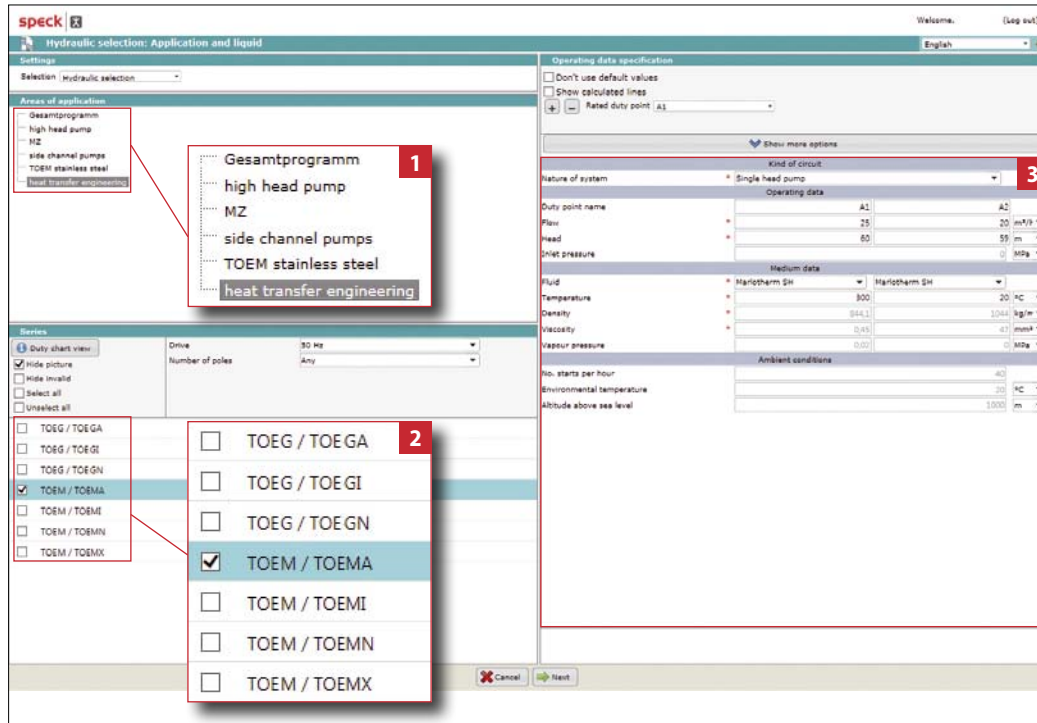 speck
Welcome.
(Log out)
Hydraulic selection: Application and liquid
English
Settings
Selection Hydraulic selection
Areas of application
Gesamtprogramm
high head pump
MZ
side channel pumps
TOEM stainless steel
heat transfer engineering
1
Gesamtprogramm
high head pump
MZ
side channel pumps
TOEM stainless steel
heat transfer engineering
Series
Duty chart view
Hide picture
Hide invalid
Select all
Unselect all
Drive 50 Hz
Number of poles Any
TOEG / TOEGA
TOEG / TOEGI
TOEG / TOEGN
TOEM / TOEMA
TOEM / TOEMI
TOEM / TOEMN
TOEM / TOEMX
2
TOEG / TOEGA
TOEG / TOEGI
TOEG / TOEGN
TOEM / TOEMA
TOEM / TOEMI
TOEM / TOEMN
TOEM / TOEMX
Operating data specification
Don't use default values
Show calculated lines
+ – Rated duty point A1
Show more options
3
Kind of circuit
Nature of system * Single head pump
Operating data
Duty point name A1 A2
Flow * 25 20 m³/h
Head * 60 59 m
Inlet pressure 0 MPa
Medium data
Fluid * Marlotherm SH Marlotherm SH
Temperature * 300 20 °C
Density * 844,1 1044 kg/m
Viscosity * 0,45 47 mm²
Vapour pressure 0,02 0 MPa
Ambient conditions
No. starts per hour 40
Environmental temperature 20 °C
Altitude above sea level 1000 m
Cancel
Next